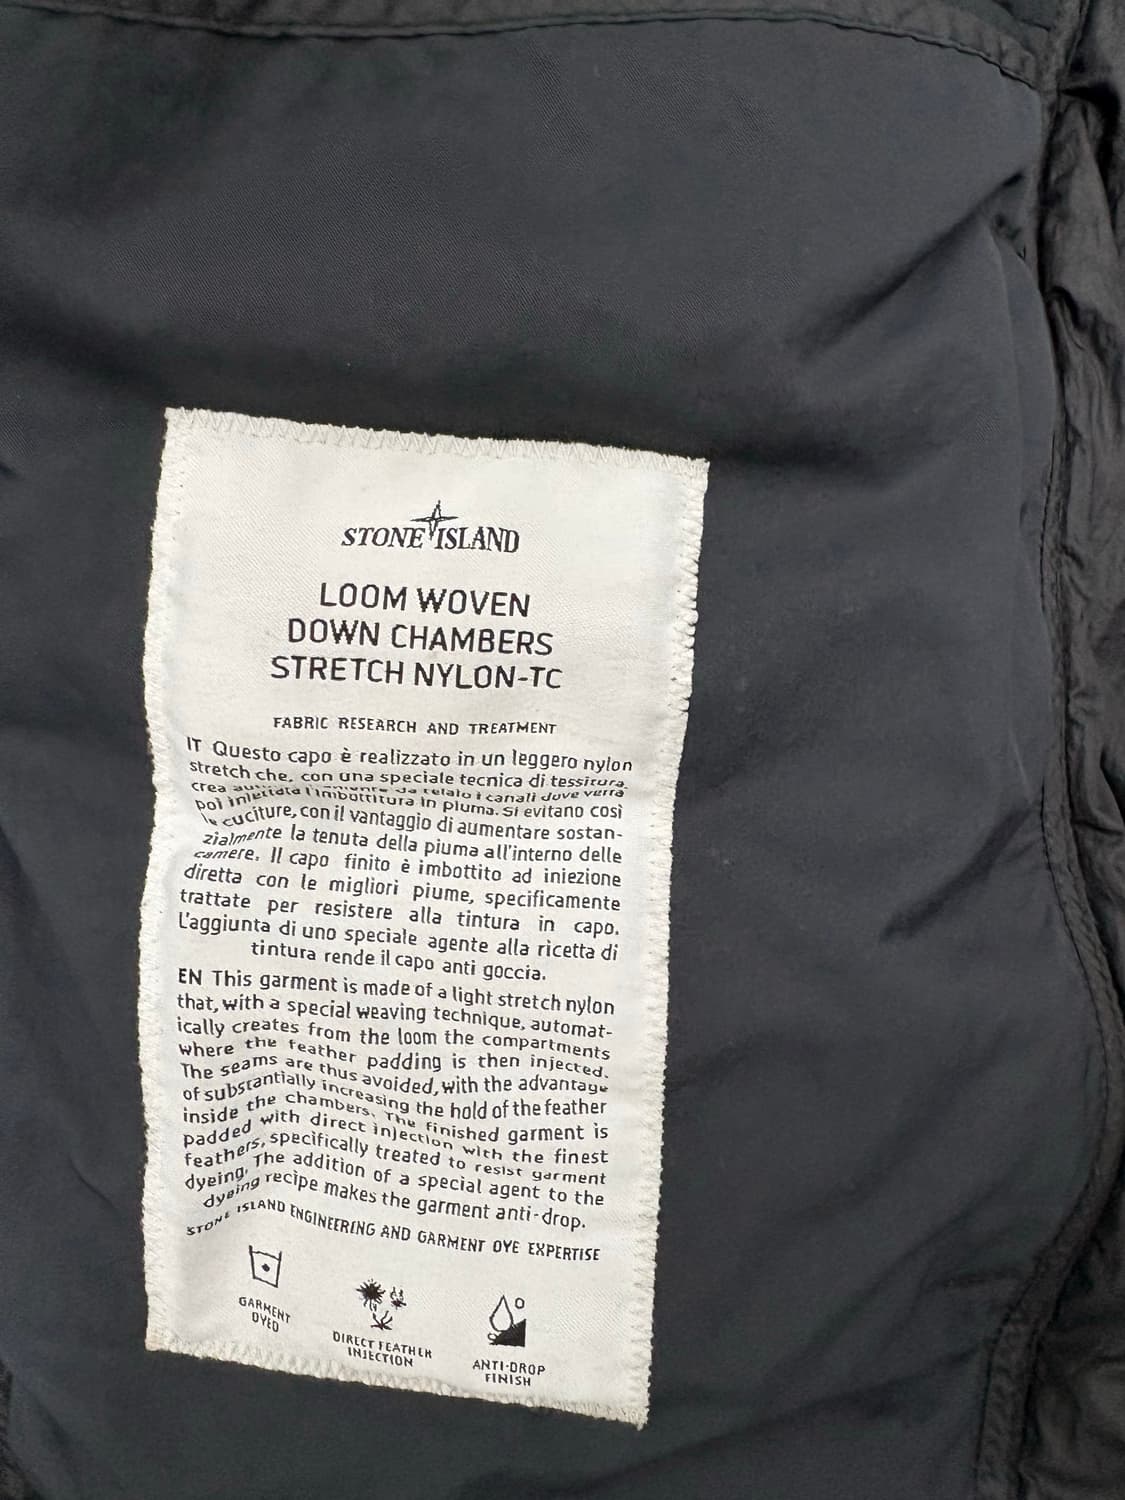 STONE ISLAND
LOOM WOVEN
DOWN CHAMBERS
STRETCH NYLON-TC
FABRIC RESEARCH AND TREATMENT
IT Questo capo è realizzato in un leggero nylon
stretch che, con una speciale tecnica di tessitura,
crea da telaio i canali dove verrà
poi iniettata l'imbottitura in piuma. Si evitano così
le cuciture, con il vantaggio di aumentare sostan-
zialmente la tenuta della piuma all'interno delle
camere. Il capo finito è imbottito ad iniezione
diretta con le migliori piume, specificamente
trattate per resistere alla tintura in capo.
L'aggiunta di uno speciale agente alla ricetta di
tintura rende il capo anti goccia.
EN This garment is made of a light stretch nylon
that, with a special weaving technique, automat-
ically creates from the loom the compartments
where the feather padding is then injected.
The seams are thus avoided, with the advantage
of substantially increasing the hold of the feather
inside the chambers. The finished garment is
padded with direct injection with the finest
feathers, specifically treated to resist garment
dyeing. The addition of a special agent to the
dyeing recipe makes the garment anti-drop.
STONE ISLAND ENGINEERING AND GARMENT DYE EXPERTISE
GARMENT
DYED
DIRECT FEATHER
INJECTION
ANTI-DROP
FINISH